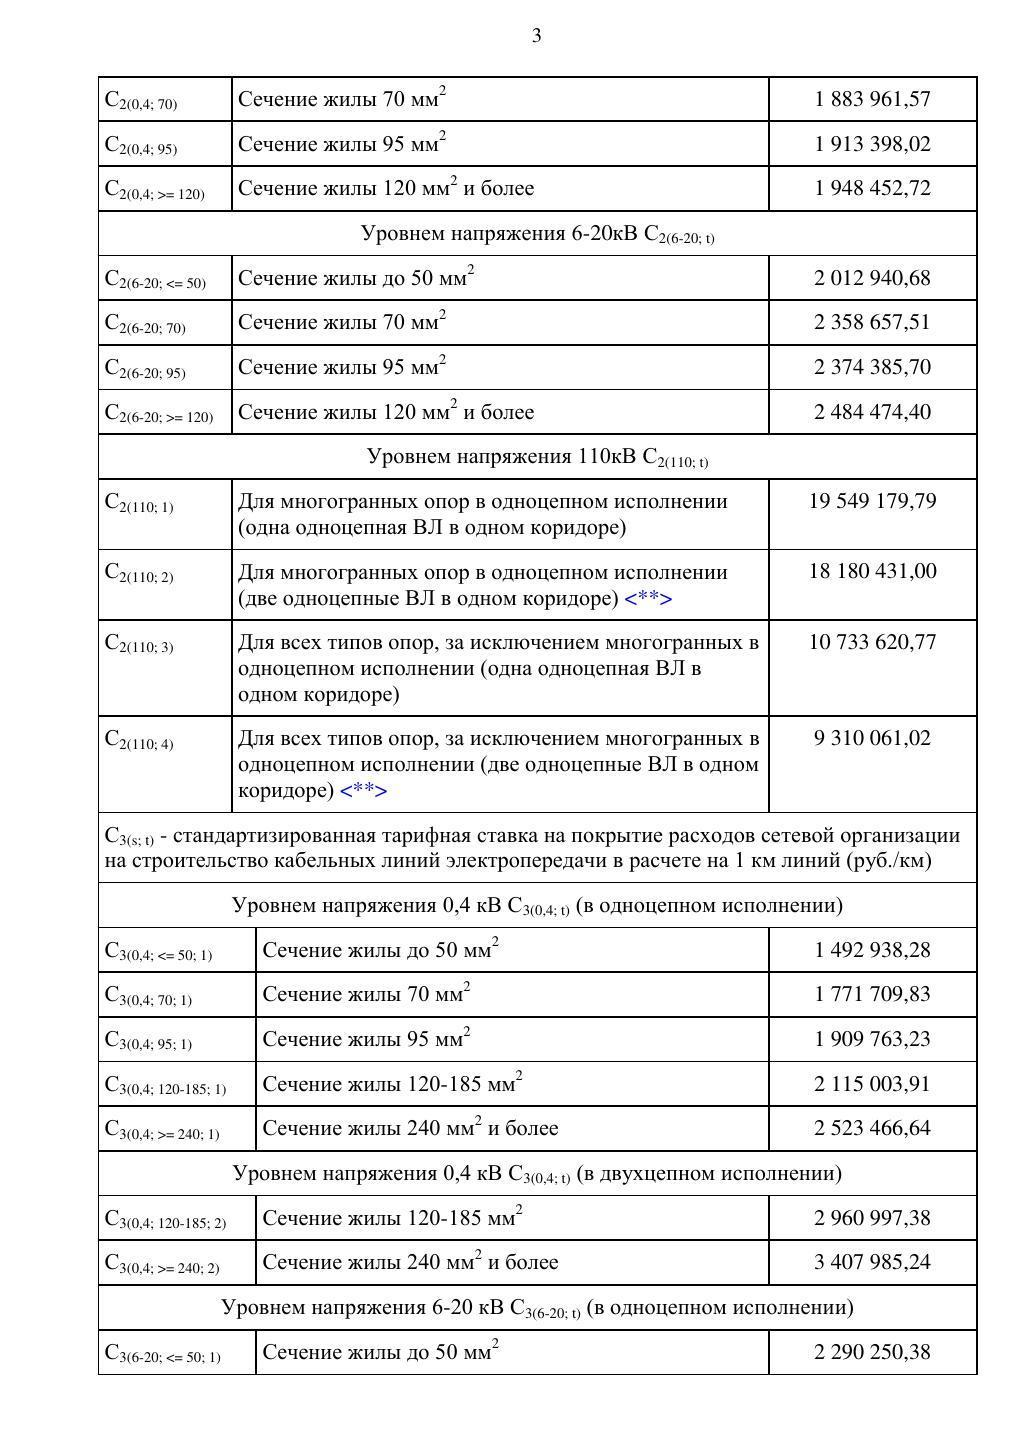 3
C2(0,4; 70) Сечение жилы 70 мм2 1 883 961,57
C2(0,4; 95) Сечение жилы 95 мм2 1 913 398,02
C2(0,4; >= 120) Сечение жилы 120 мм2 и более 1 948 452,72
Уровнем напряжения 6-20кВ C2(6-20; t)
C2(6-20; <= 50) Сечение жилы до 50 мм2 2 012 940,68
C2(6-20; 70) Сечение жилы 70 мм2 2 358 657,51
C2(6-20; 95) Сечение жилы 95 мм2 2 374 385,70
C2(6-20; >= 120) Сечение жилы 120 мм2 и более 2 484 474,40
Уровнем напряжения 110кВ C2(110; t)
C2(110; 1) Для многогранных опор в одноцепном исполнении 19 549 179,79
(одна одноцепная ВЛ в одном коридоре)
C2(110; 2) Для многогранных опор в одноцепном исполнении 18 180 431,00
(две одноцепные ВЛ в одном коридоре) <**>
C2(110; 3) Для всех типов опор, за исключением многогранных в 10 733 620,77
одноцепном исполнении (одна одноцепная ВЛ в
одном коридоре)
C2(110; 4) Для всех типов опор, за исключением многогранных в 9 310 061,02
одноцепном исполнении (две одноцепные ВЛ в одном
коридоре) <**>
C3(s; t) - стандартизированная тарифная ставка на покрытие расходов сетевой организации
на строительство кабельных линий электропередачи в расчете на 1 км линий (руб./км)
Уровнем напряжения 0,4 кВ C3(0,4; t) (в одноцепном исполнении)
C3(0,4; <= 50; 1) Сечение жилы до 50 мм2 1 492 938,28
C3(0,4; 70; 1) Сечение жилы 70 мм2 1 771 709,83
C3(0,4; 95; 1) Сечение жилы 95 мм2 1 909 763,23
C3(0,4; 120-185; 1) Сечение жилы 120-185 мм2 2 115 003,91
C3(0,4; >= 240; 1) Сечение жилы 240 мм2 и более 2 523 466,64
Уровнем напряжения 0,4 кВ C3(0,4; t) (в двухцепном исполнении)
C3(0,4; 120-185; 2) Сечение жилы 120-185 мм2 2 960 997,38
C3(0,4; >= 240; 2) Сечение жилы 240 мм2 и более 3 407 985,24
Уровнем напряжения 6-20 кВ C3(6-20; t) (в одноцепном исполнении)
C3(6-20; <= 50; 1) Сечение жилы до 50 мм2 2 290 250,38